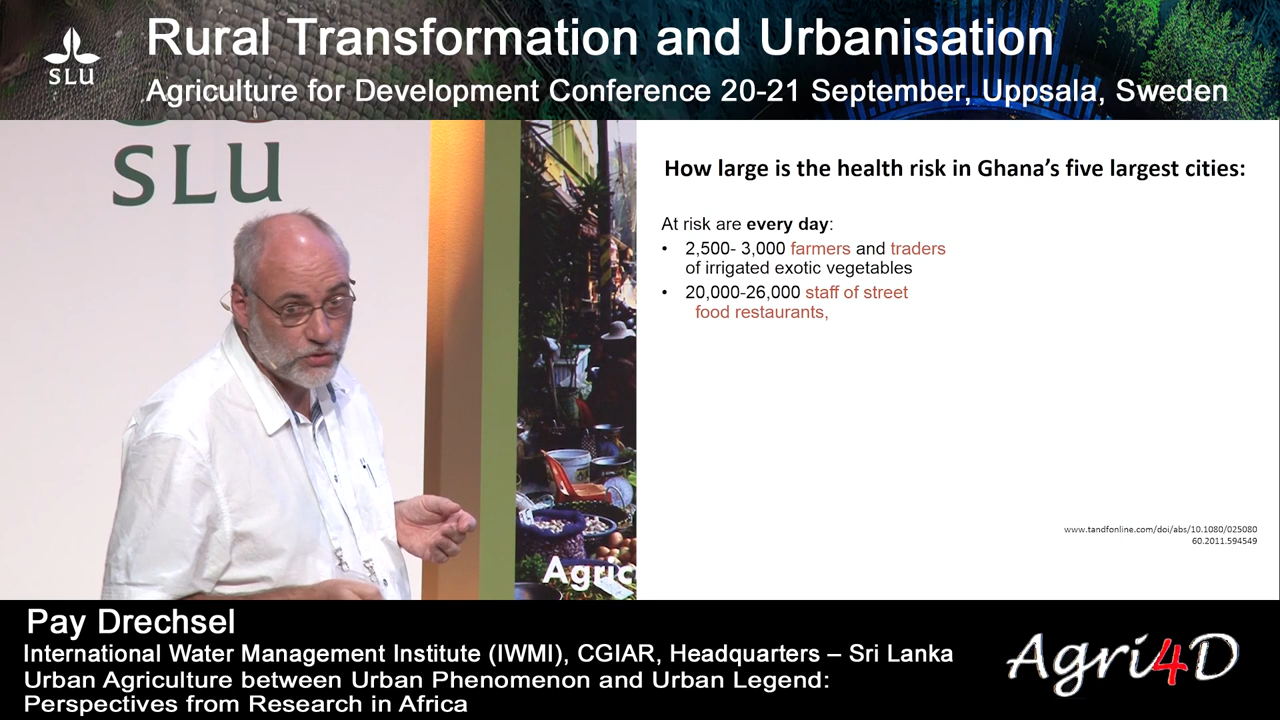 SLU
Rural Transformation and Urbanisation
Agriculture for Development Conference 20-21 September, Uppsala, Sweden
SLU
How large is the health risk in Ghana's five largest cities:
At risk are every day:
• 2,500- 3,000 farmers and traders
of irrigated exotic vegetables
• 20,000-26,000 staff of street
food restaurants,
www.tandfonline.com/doi/abs/10.1080/025080
60.2011.594549
Agric
Pay Drechsel
International Water Management Institute (IWMI), CGIAR, Headquarters – Sri Lanka
Urban Agriculture between Urban Phenomenon and Urban Legend:
Perspectives from Research in Africa
Agri4D